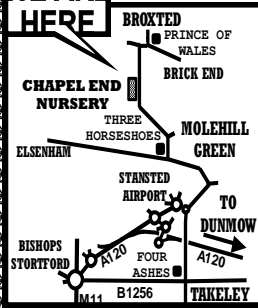 HERE
BROXTED
PRINCE OF
WALES
BRICK END
CHAPEL END
NURSERY
THREE
HORSESHOES
MOLEHILL
GREEN
ELSENHAM
STANSTED
AIRPORT
TO
DUNMOW
BISHOPS
STORTFORD
A120
FOUR
ASHES
A120
M11
B1256
TAKELEY